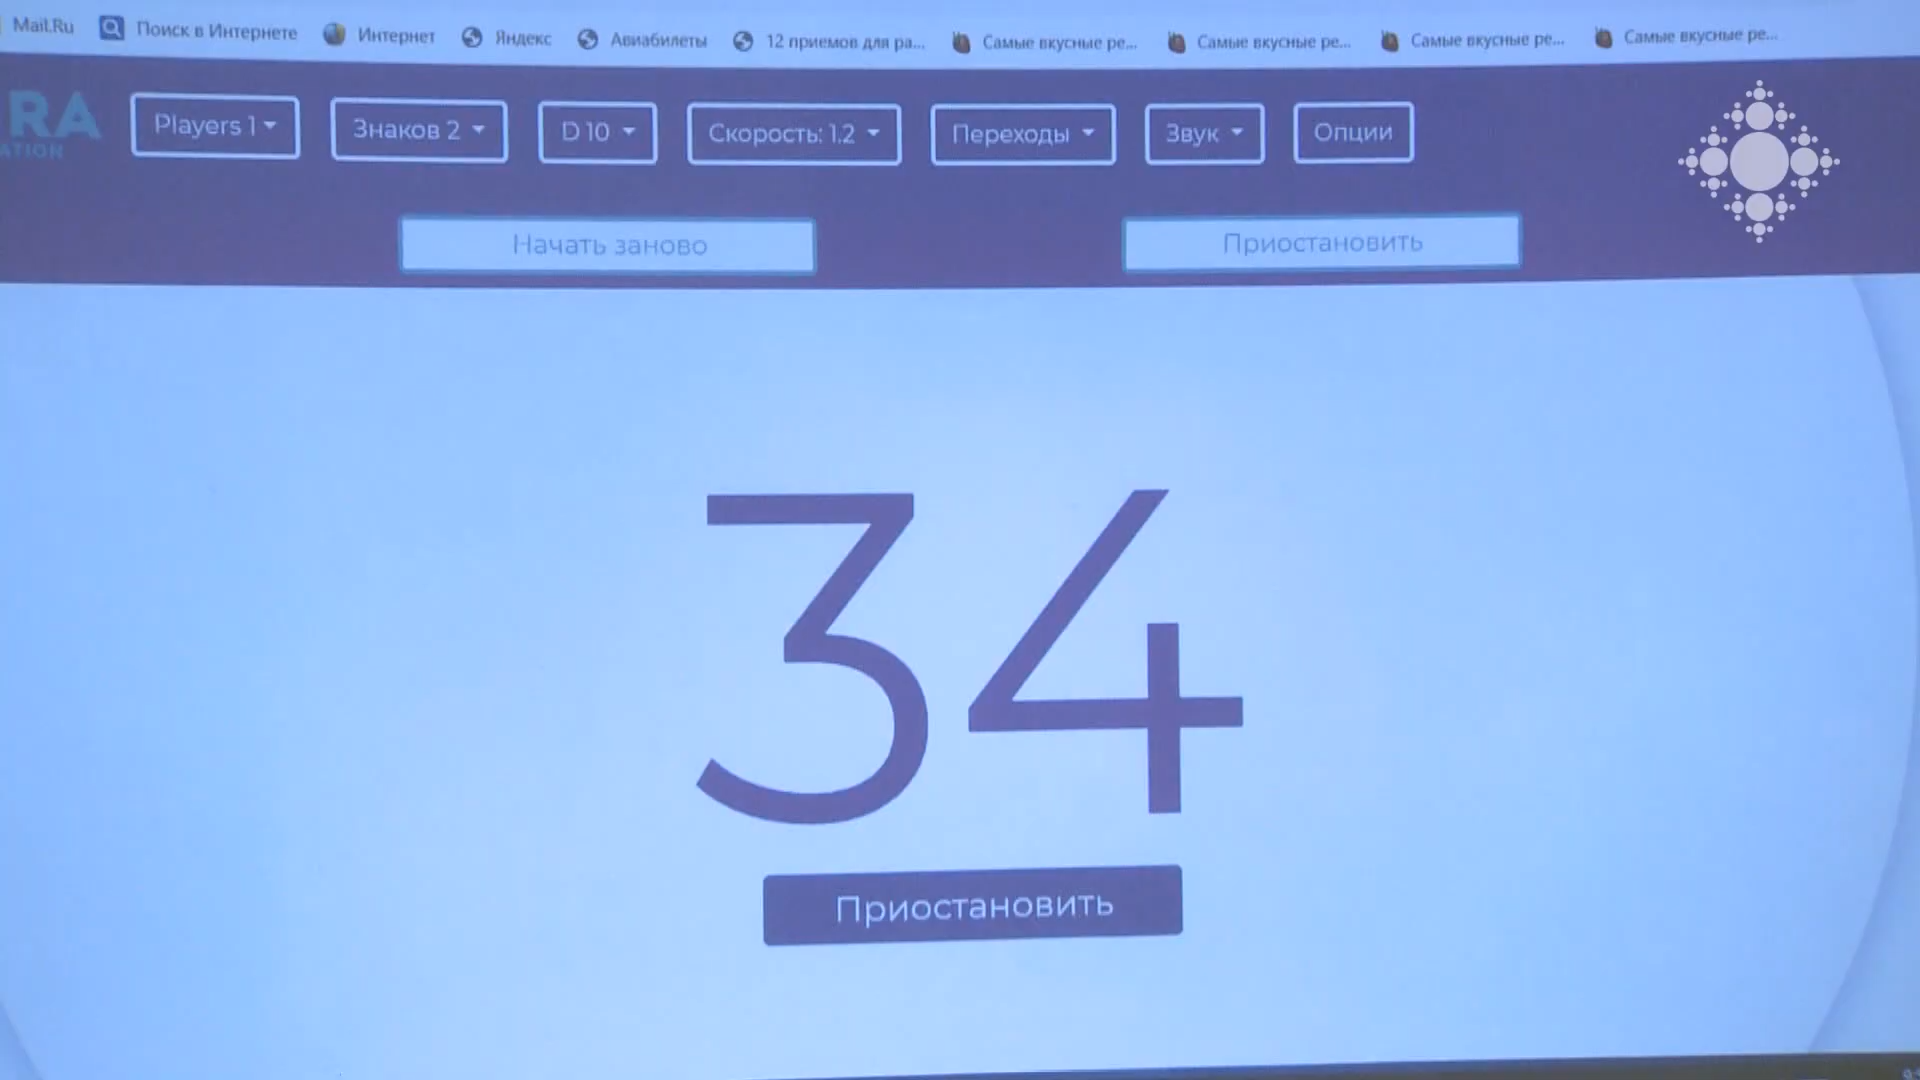 Mail.Ru Поиск в Интернете Интернет Яндекс Авиабилеты 12 приемов для ра... Самые вкусные ре... Самые вкусные ре... Самые вкусные ре... Самые вкусные ре...
RA
ATION
Players 1 Знаков 2 D 10 Скорость: 1.2 Переходы Звук Опции
Начать заново Приостановить
34
Приостановить